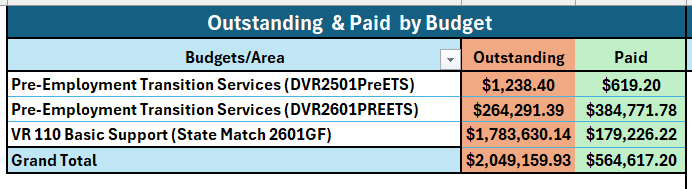 Outstanding & Paid by Budget
Budgets/Area Outstanding Paid
Pre-Employment Transition Services (DVR2501PreETS) $1,238.40 $619.20
Pre-Employment Transition Services (DVR2601PREETS) $264,291.39 $384,771.78
VR 110 Basic Support (State Match 2601GF) $1,783,630.14 $179,226.22
Grand Total $2,049,159.93 $564,617.20